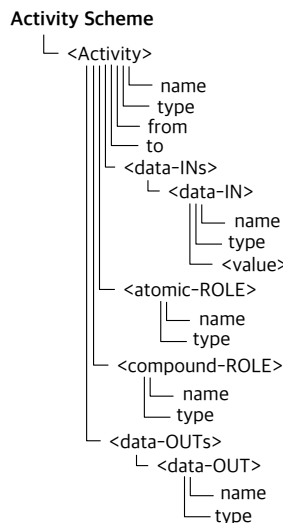 Activity Scheme
<Activity>
name
type
from
to
<data-INs>
<data-IN>
name
type
<value>
<atomic-ROLE>
name
type
<compound-ROLE>
name
type
<data-OUTs>
<data-OUT>
name
type